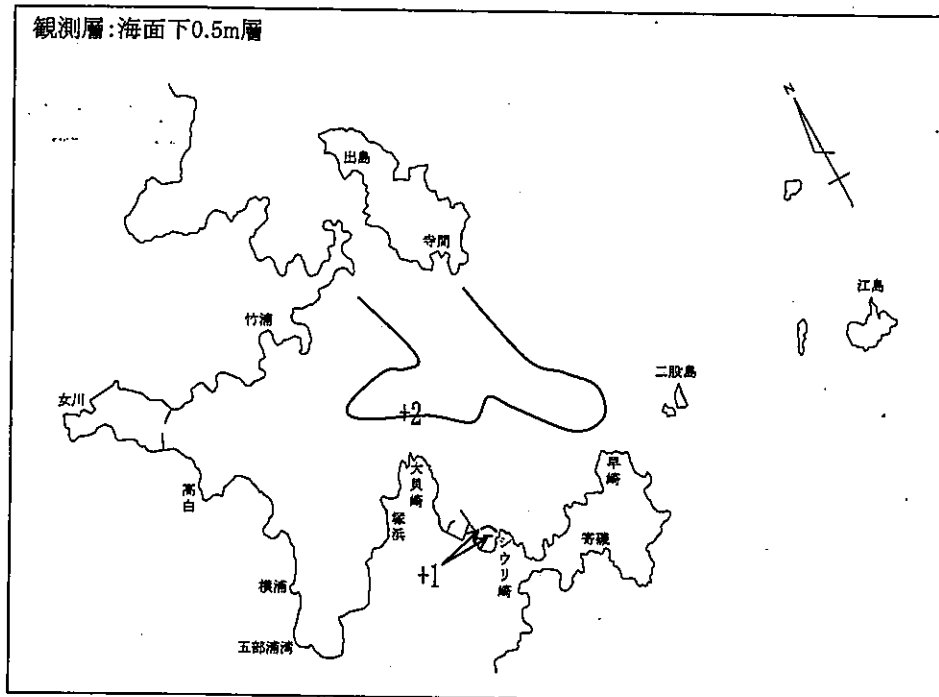 観測層:海面下0.5m層
N
出島
寺間
江島
竹浦
二股島
女川
+2
大貝崎
早崎
高白
塚浜
寄磯
シウリ崎
+1
横浦
五部浦湾